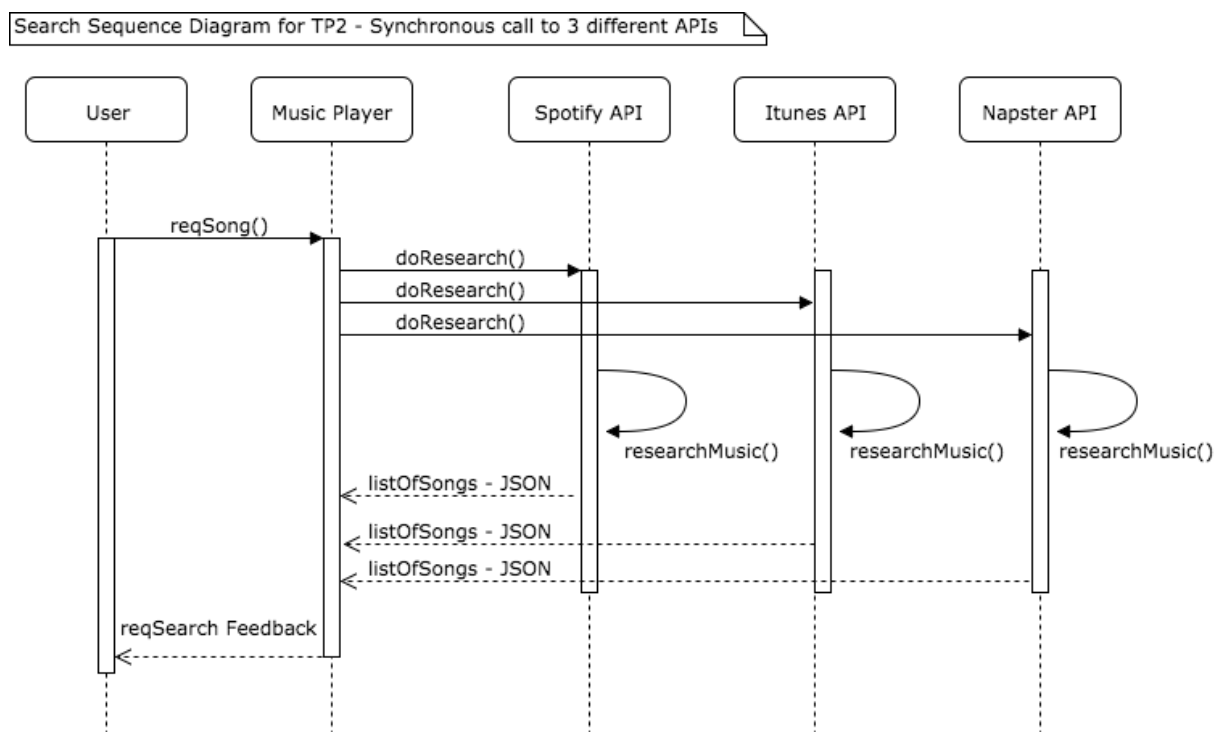 Search Sequence Diagram for TP2 - Synchronous call to 3 different APIs
User
Music Player
Spotify API
Itunes API
Napster API
reqSong()
doResearch()
doResearch()
doResearch()
researchMusic()
researchMusic()
researchMusic()
listOfSongs - JSON
listOfSongs - JSON
listOfSongs - JSON
reqSearch Feedback